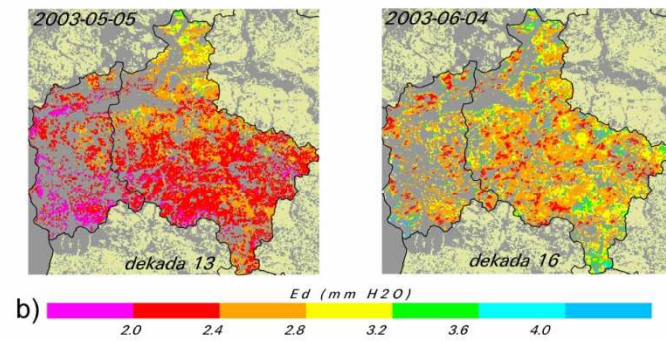 2003-05-05
2003-06-04
dekada 13
dekada 16
Ed (mm H2O)
b)
2.0 2.4 2.8 3.2 3.6 4.0